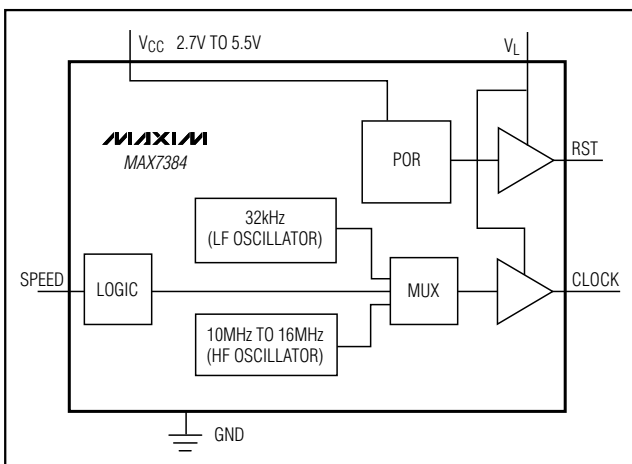 VCC 2.7V TO 5.5V
VL
MAXIM
MAX7384
POR
RST
32kHz
(LF OSCILLATOR)
SPEED
LOGIC
MUX
CLOCK
10MHz TO 16MHz
(HF OSCILLATOR)
GND